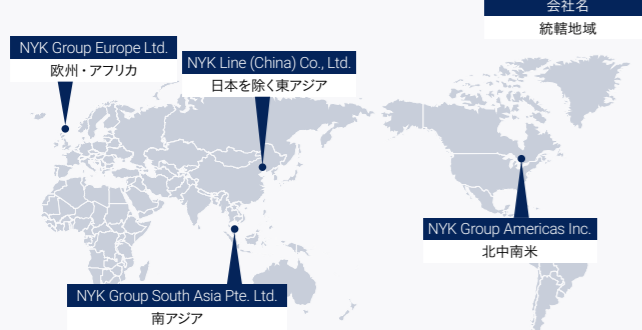 会社名
統轄地域
NYK Group Europe Ltd.
欧州・アフリカ
NYK Line (China) Co., Ltd.
日本を除く東アジア
NYK Group Americas Inc.
北中南米
NYK Group South Asia Pte. Ltd.
南アジア